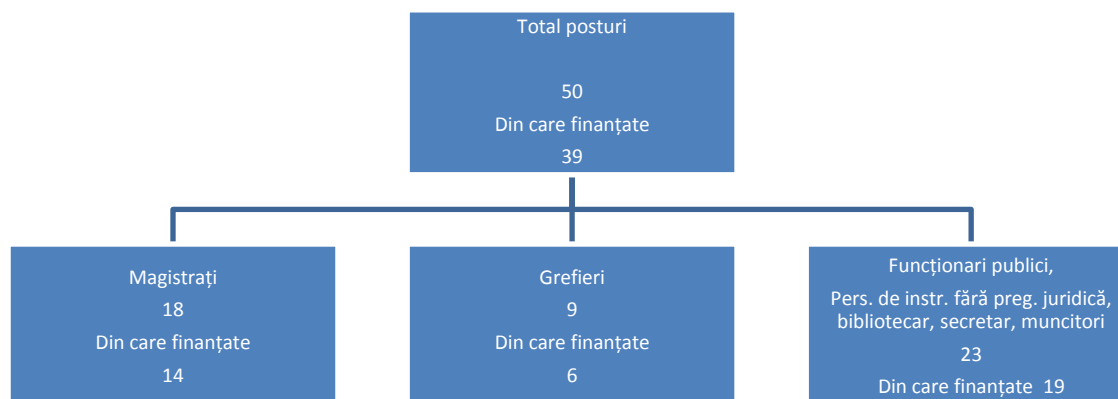 Total posturi
50
Din care finanțate
39
Magistrați
18
Din care finanțate
14
Grefieri
9
Din care finanțate
6
Funcționari publici,
Pers. de instr. fără preg. juridică,
bibliotecar, secretar, muncitori
23
Din care finanțate 19